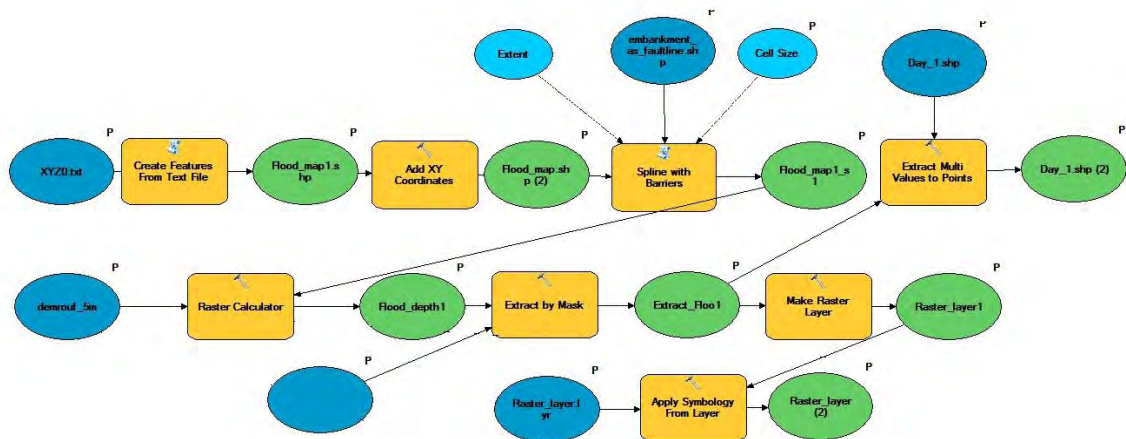 P
Extent
embankment_
as_faultline.sh
p
P
Cell Size
P
Day_1.shp
P
XYZ0.txt
P
Create Features
From Text File
Flood_map1.s
hp
P
Add XY
Coordinates
Flood_map.sh
p (2)
P
Spline with
Barriers
Flood_map1_s
1
P
Extract Multi
Values to Points
Day_1.shp (2)
P
demrouf_5m
P
Raster Calculator
Flood_depth1
P
Extract by Mask
Extract_Floo1
P
Make Raster
Layer
Raster_layer1
P
P
Raster_layer.l
yr
P
Apply Symbology
From Layer
Raster_layer
(2)
P